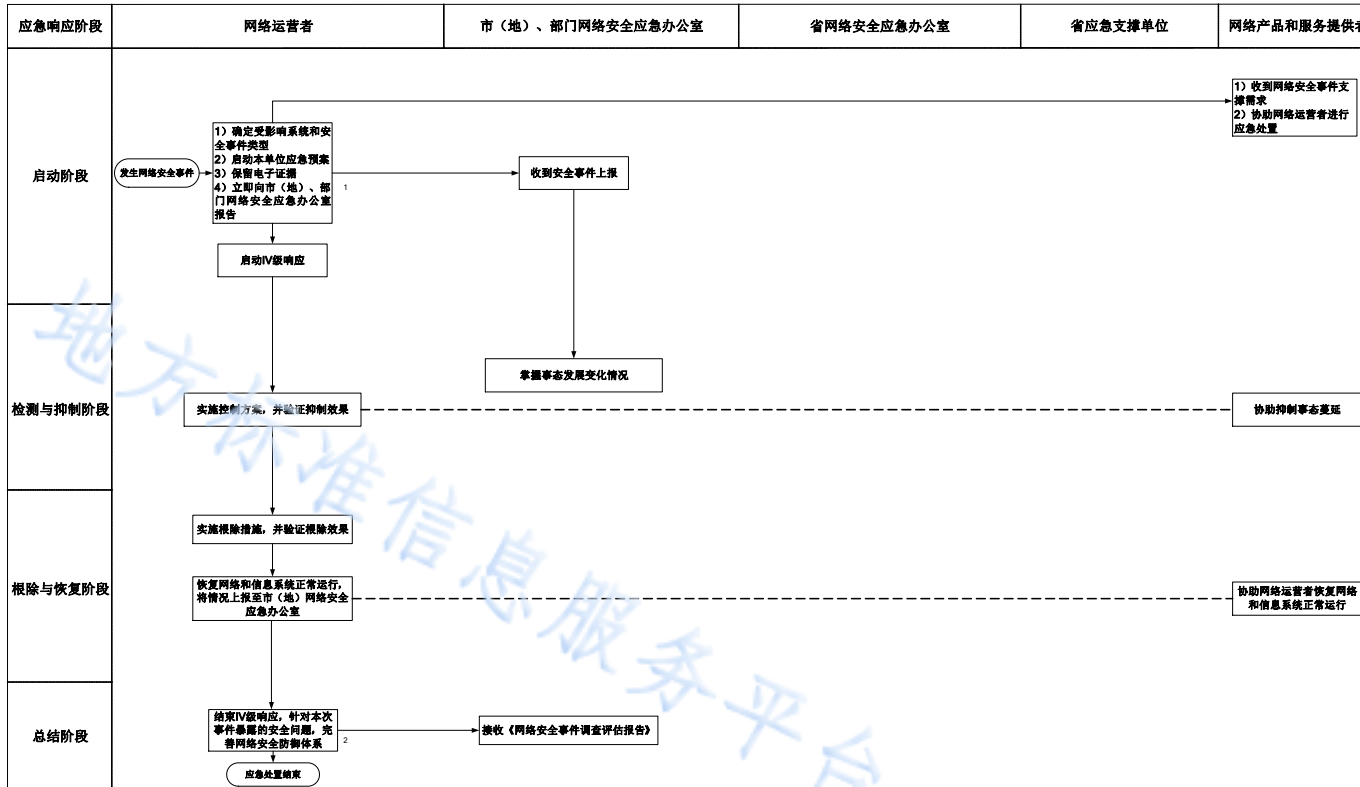 应急响应阶段
网络运营者
市（地）、部门网络安全应急办公室
省网络安全应急办公室
省应急支撑单位
网络产品和服务提供者
启动阶段
发生网络安全事件
1）确定受影响系统和安
全事件类型
2）启动本单位应急预案
3）保留电子证据
4）立即向市（地）、部
门网络安全应急办公室
报告
1
收到安全事件上报
1）收到网络安全事件支
撑需求
2）协助网络运营者进行
应急处置
启动IV级响应
掌握事态发展变化情况
检测与抑制阶段
实施控制方案，并验证抑制效果
协助抑制事态蔓延
根除与恢复阶段
实施根除措施，并验证根除效果
恢复网络和信息系统正常运行，
将情况上报至市（地）网络安全
应急办公室
协助网络运营者恢复网络
和信息系统正常运行
总结阶段
结束IV级响应，针对本次
事件暴露的安全问题，完
善网络安全防御体系
2
接收《网络安全事件调查评估报告》
应急处置结束
地方标准信息服务平台